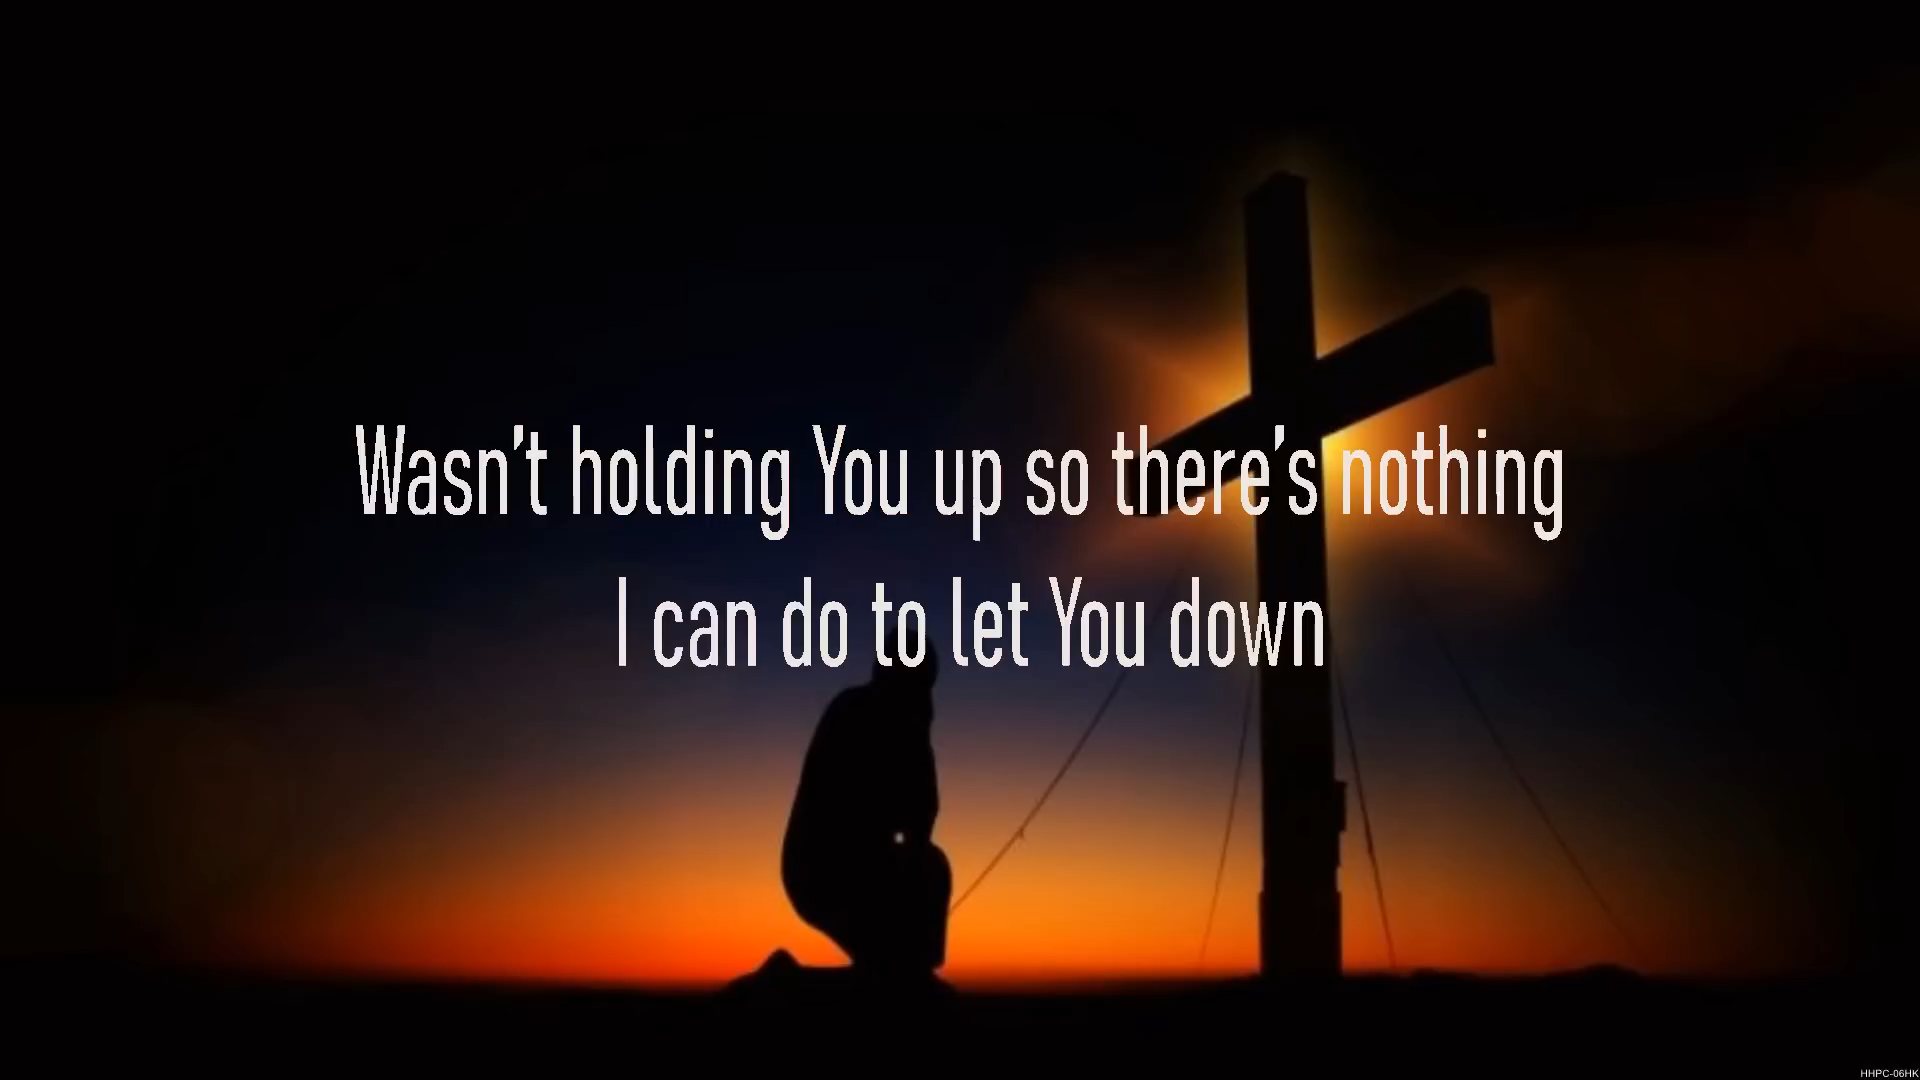 Wasn't holding You up so there's nothing
I can do to let You down
HHPC-06HK